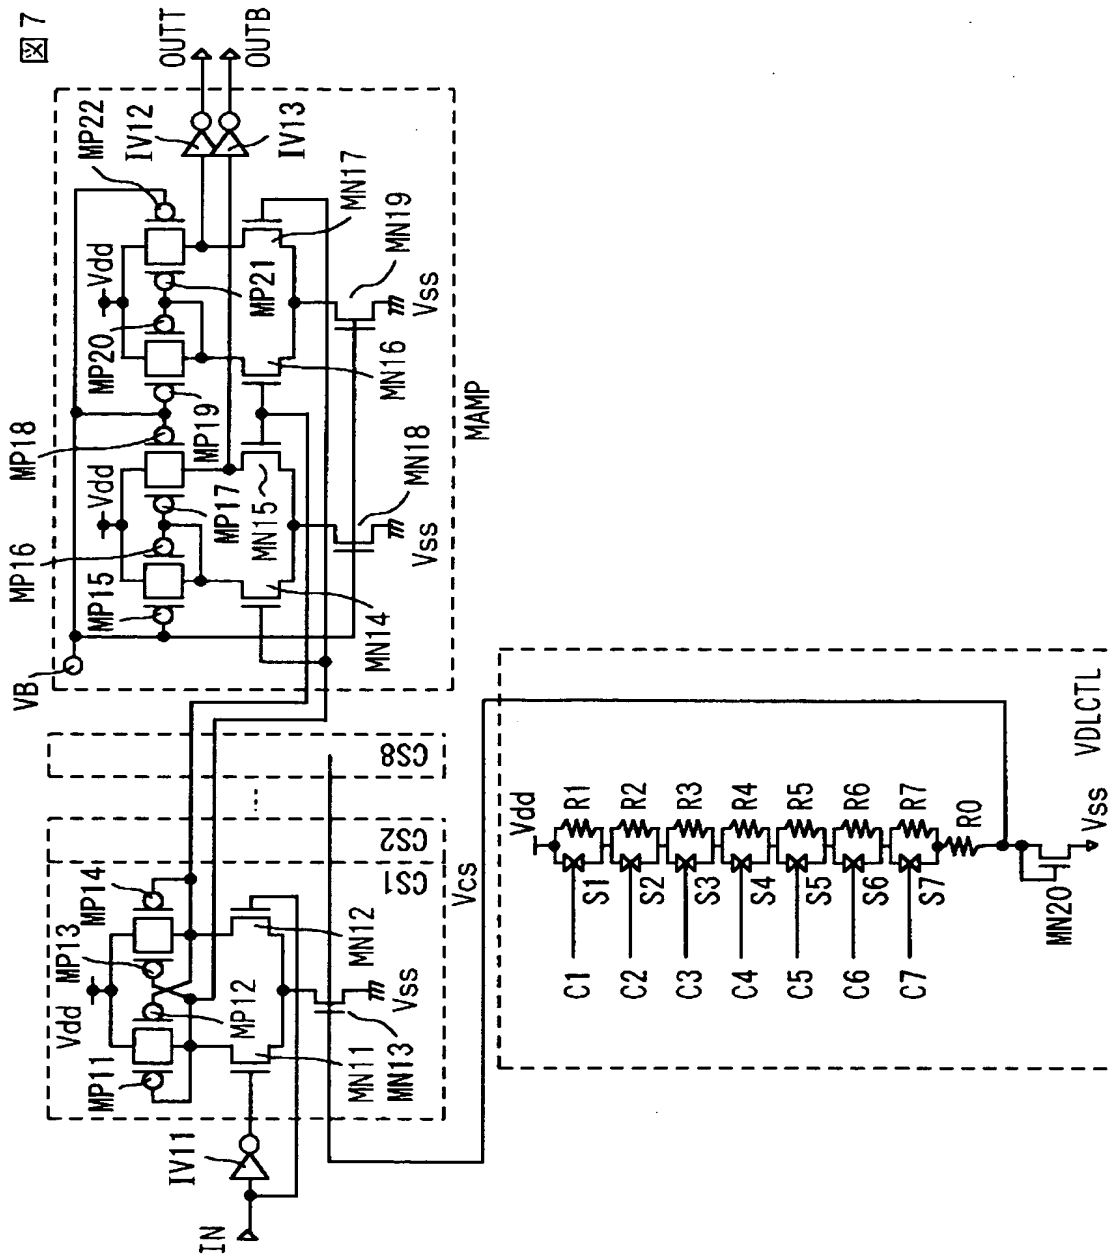 図 7
IN
IV11
Vdd
MP11
MP12
MP13
MP14
MN11
MN12
MN13
Vss
CS1
CS2
....
CS8
Vcs
VB
MP15
MP16
MP17
MP18
MP19
MP20
MP21
MP22
Vdd
Vdd
MN14
MN15
MN16
MN17
MN18
MN19
Vss
Vss
MAMP
IV12
IV13
OUTT
OUTB
Vdd
C1
S1
R1
C2
S2
R2
C3
S3
R3
C4
S4
R4
C5
S5
R5
C6
S6
R6
C7
S7
R7
R0
MN20
Vss
VDLCTL